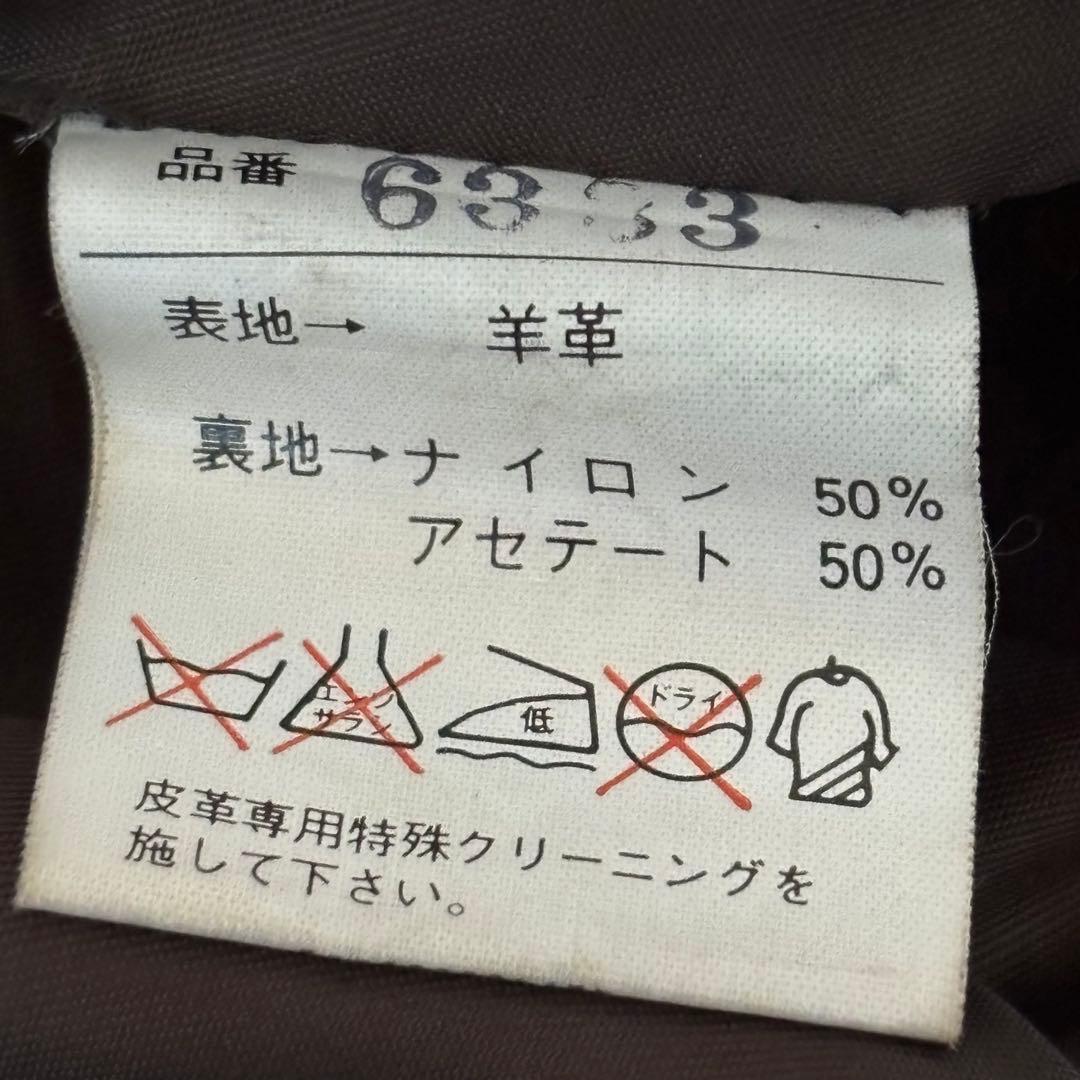 品番 6333
表地→ 羊革
裏地→ナイロン 50%
アセテート 50%
エンソ
サラシ
低
ドライ
皮革専用特殊クリーニングを
施して下さい。